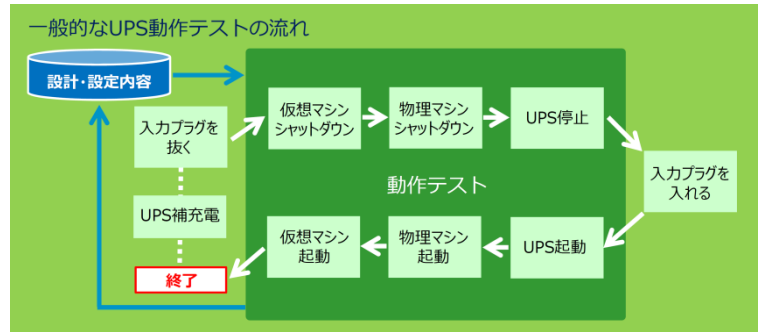 一般的なUPS動作テストの流れ
設計・設定内容
入力プラグを
抜く
仮想マシン
シャットダウン
物理マシン
シャットダウン
UPS停止
入力プラグを
入れる
動作テスト
UPS補充電
仮想マシン
起動
物理マシン
起動
UPS起動
終了